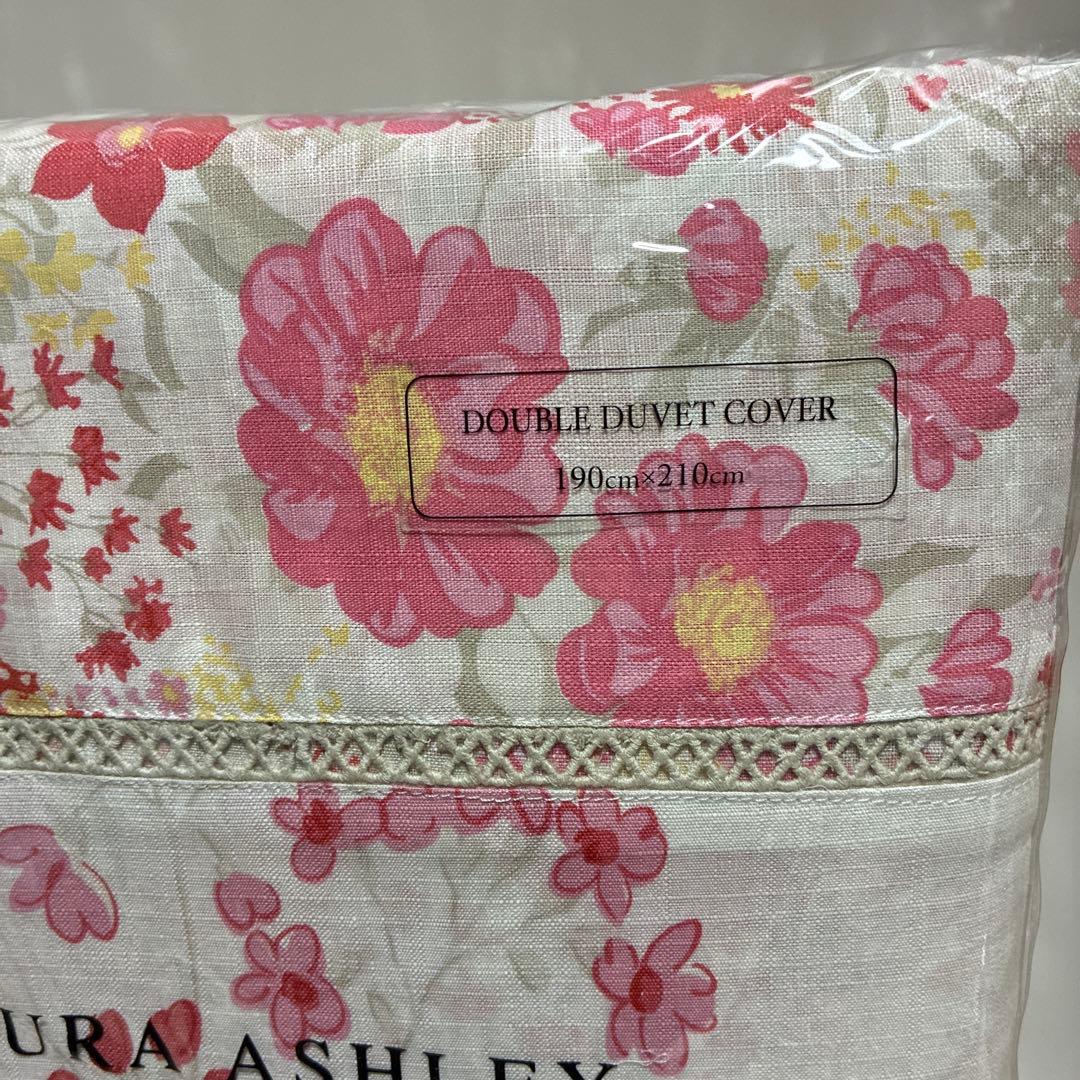 DOUBLE DUVET COVER
190cm×210cm
URA ASHLEY